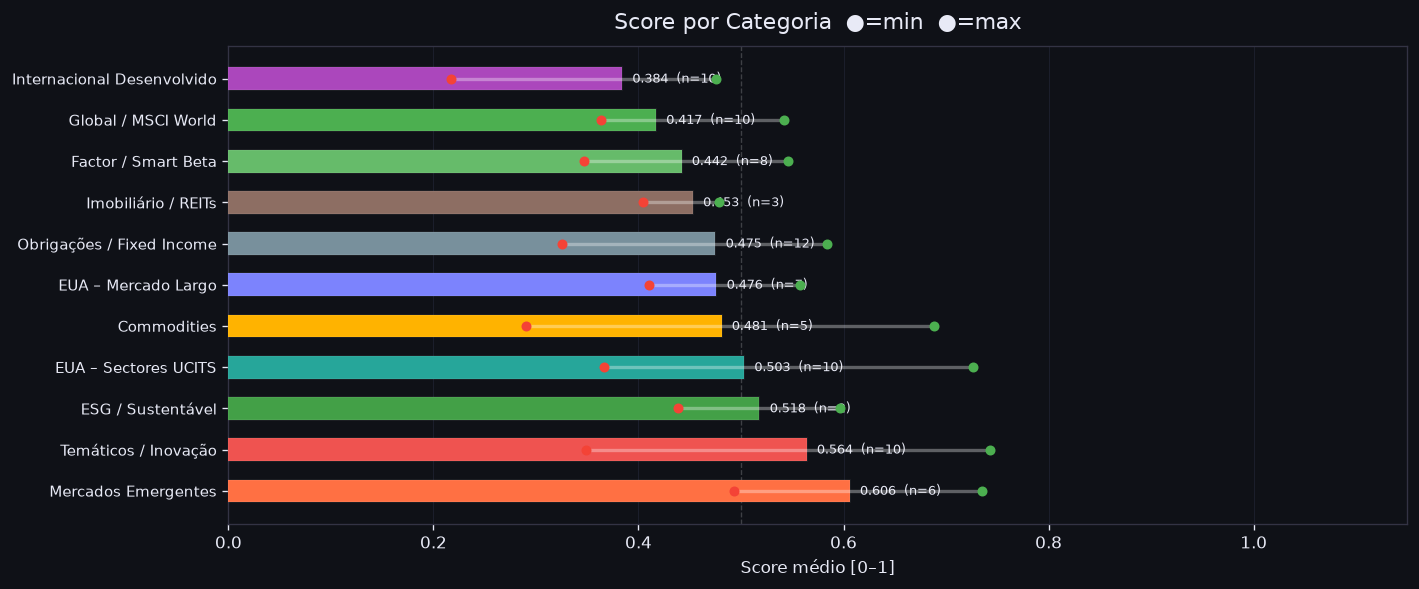 Score por Categoria ●=min ●=max
Internacional Desenvolvido 0.384 (n=10)
Global / MSCI World 0.417 (n=10)
Factor / Smart Beta 0.442 (n=8)
Imobiliário / REITs 0.453 (n=3)
Obrigações / Fixed Income 0.475 (n=12)
EUA – Mercado Largo 0.476
Commodities 0.481 (n=5)
EUA – Sectores UCITS 0.503 (n=10)
ESG / Sustentável 0.518
Temáticos / Inovação 0.564 (n=10)
Mercados Emergentes 0.606 (n=6)
0.0 0.2 0.4 0.6 0.8 1.0
Score médio [0–1]